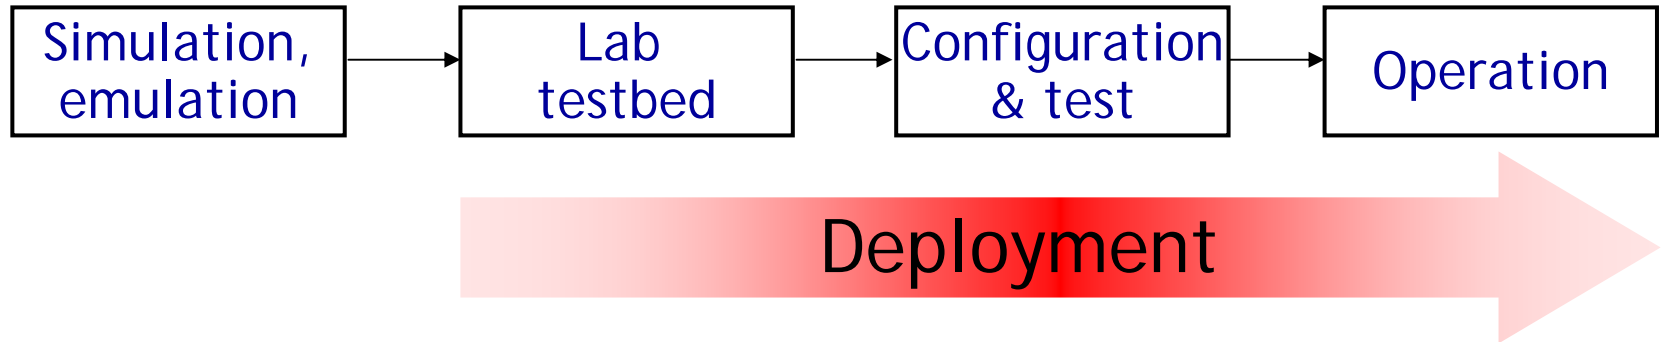 Simulation,
emulation
Lab
testbed
Configuration
& test
Operation
Deployment